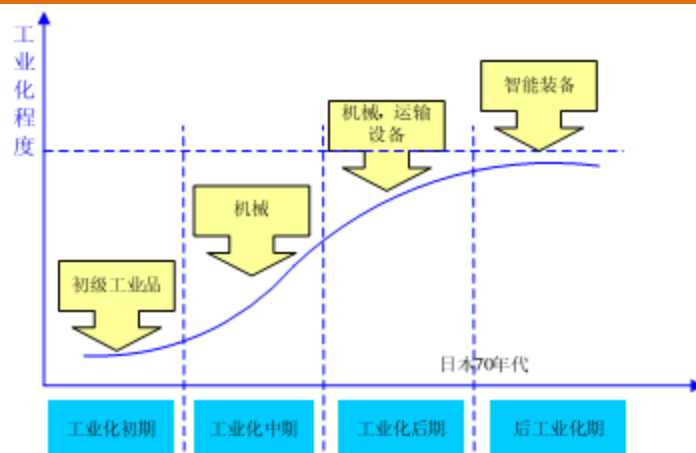 工业化程度
智能装备
机械，运输
设备
机械
初级工业品
日本70年代
工业化初期
工业化中期
工业化后期
后工业化期